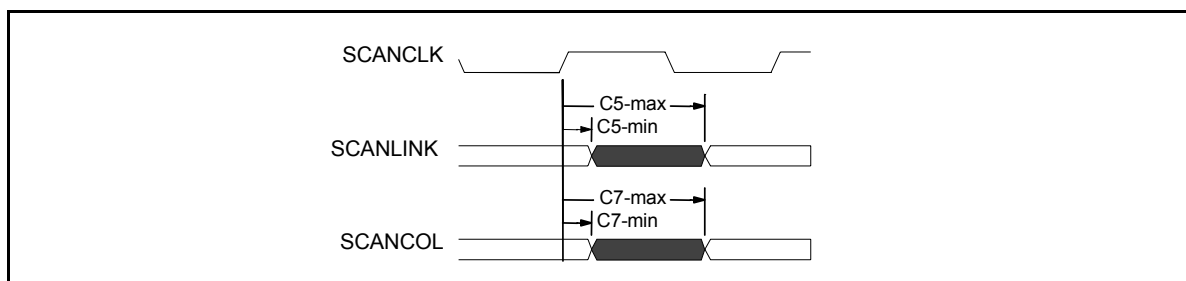 SCANCLK
C5-max
C5-min
SCANLINK
C7-max
C7-min
SCANCOL